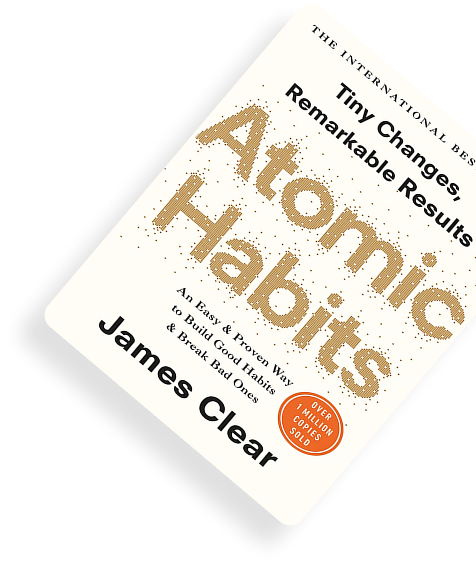 THE INTERNATIONAL BES
Tiny Changes,
Remarkable Results
Atomic
Habits
An Easy & Proven Way
to Build Good Habits
& Break Bad Ones
James Clear
OVER
1 MILLION
COPIES
SOLD